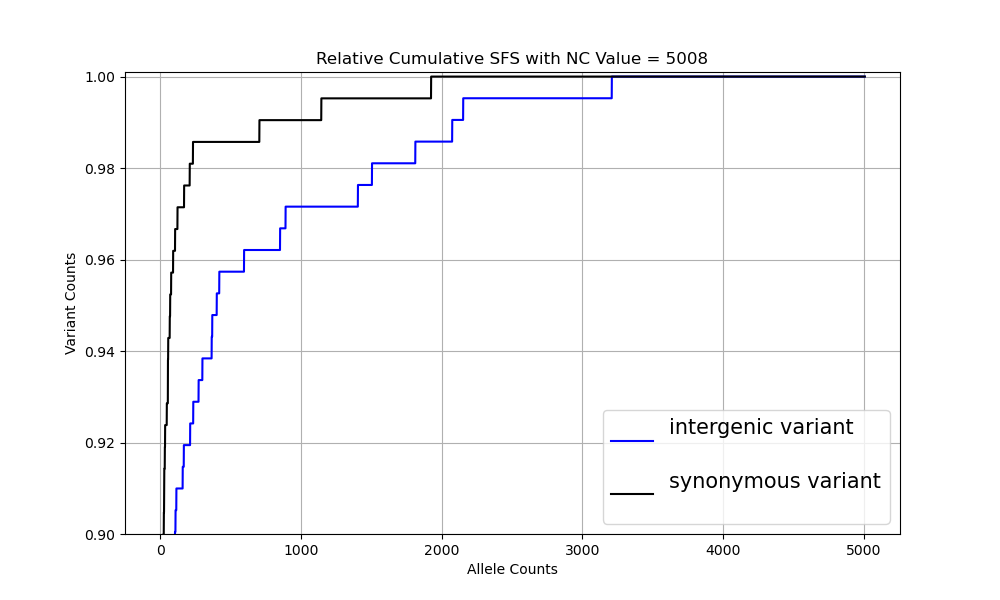 Relative Cumulative SFS with NC Value = 5008
1.00
0.98
0.96
0.94
0.92
0.90
Variant Counts
intergenic variant
synonymous variant
0
1000
2000
3000
4000
5000
Allele Counts